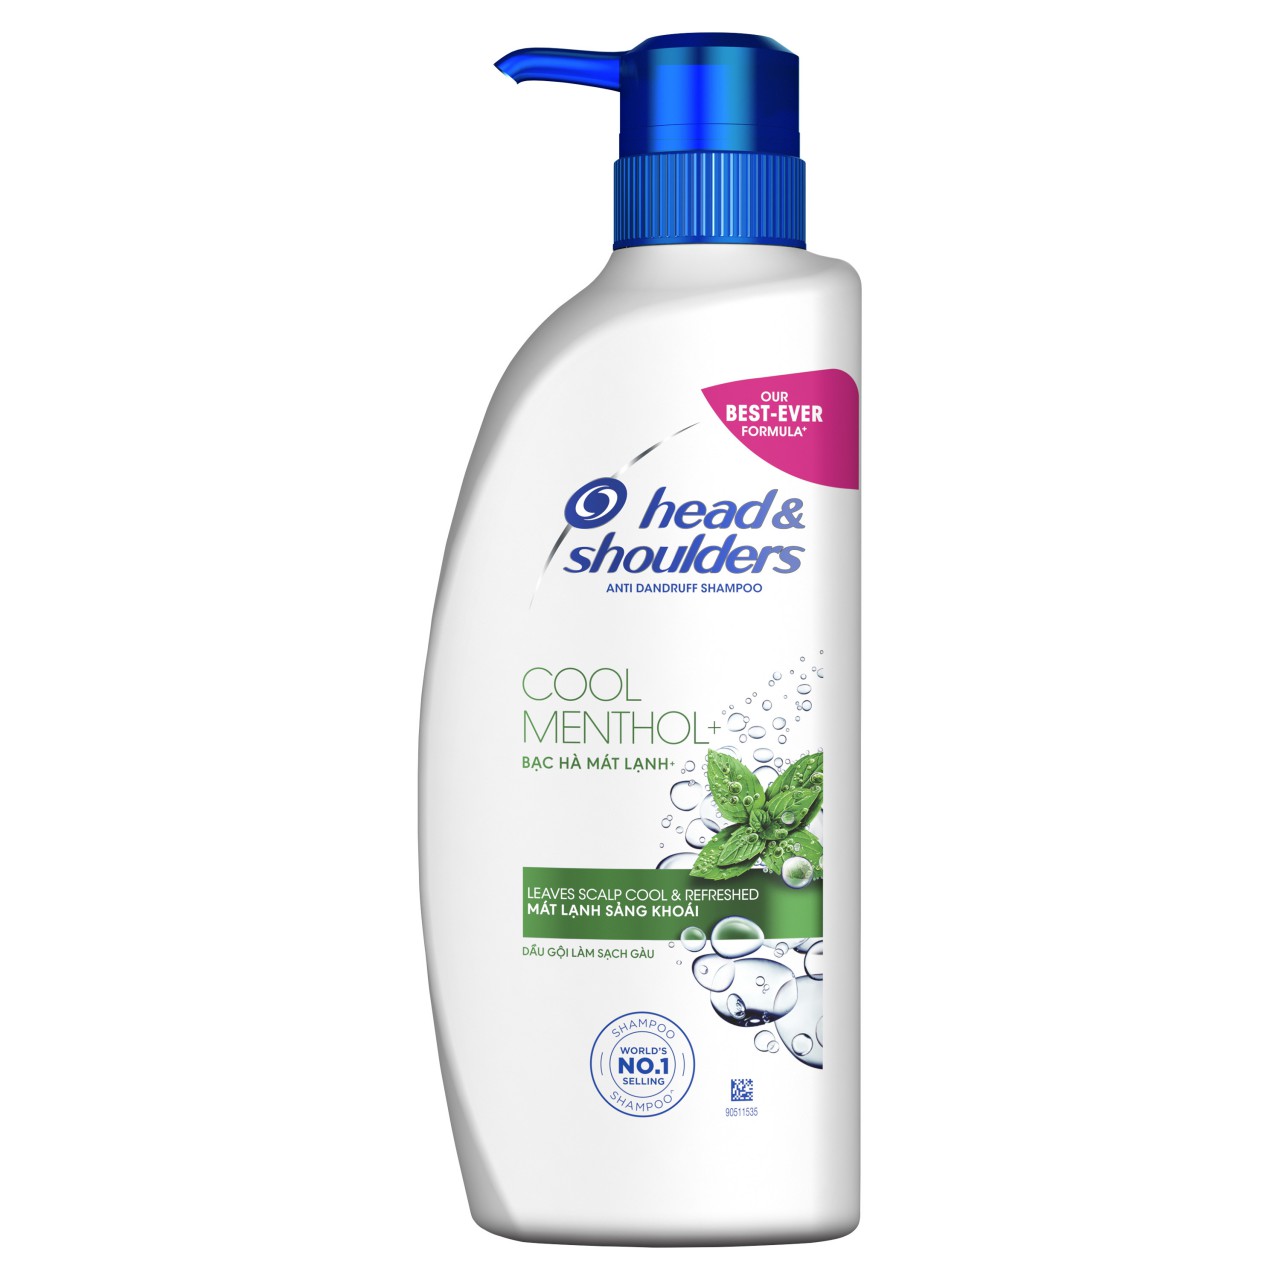 OUR
BEST-EVER
FORMULA+
head &
shoulders
ANTI DANDRUFF SHAMPOO
COOL
MENTHOL+
BẠC HÀ MÁT LẠNH+
LEAVES SCALP COOL & REFRESHED
MÁT LẠNH SẢNG KHOÁI
DẦU GỘI LÀM SẠCH GÀU
SHAMPOO
WORLD'S
NO.1
SELLING
SHAMPOO^
90511535